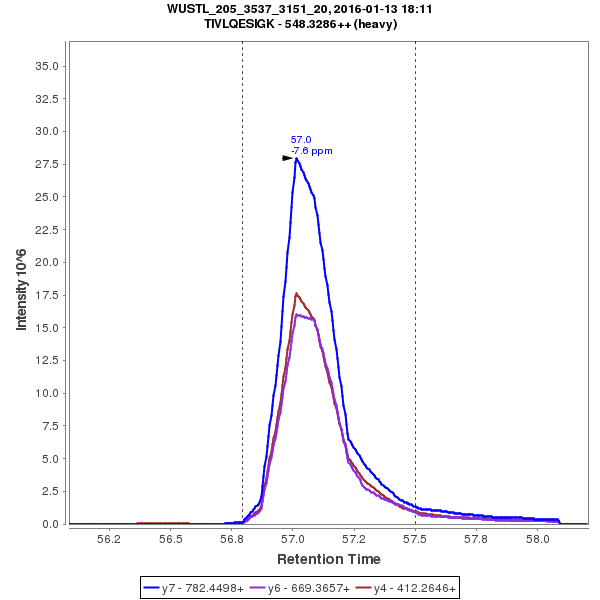 WUSTL_205_3537_3151_20, 2016-01-13 18:11
TIVLQESIGK - 548.3286++ (heavy)
Intensity 10^6
35.0
32.5
30.0
27.5
25.0
22.5
20.0
17.5
15.0
12.5
10.0
7.5
5.0
2.5
0.0
57.0
-7.6 ppm
56.2 56.5 56.8 57.0 57.2 57.5 57.8 58.0
Retention Time
y7 - 782.4498+ y6 - 669.3657+ y4 - 412.2646+